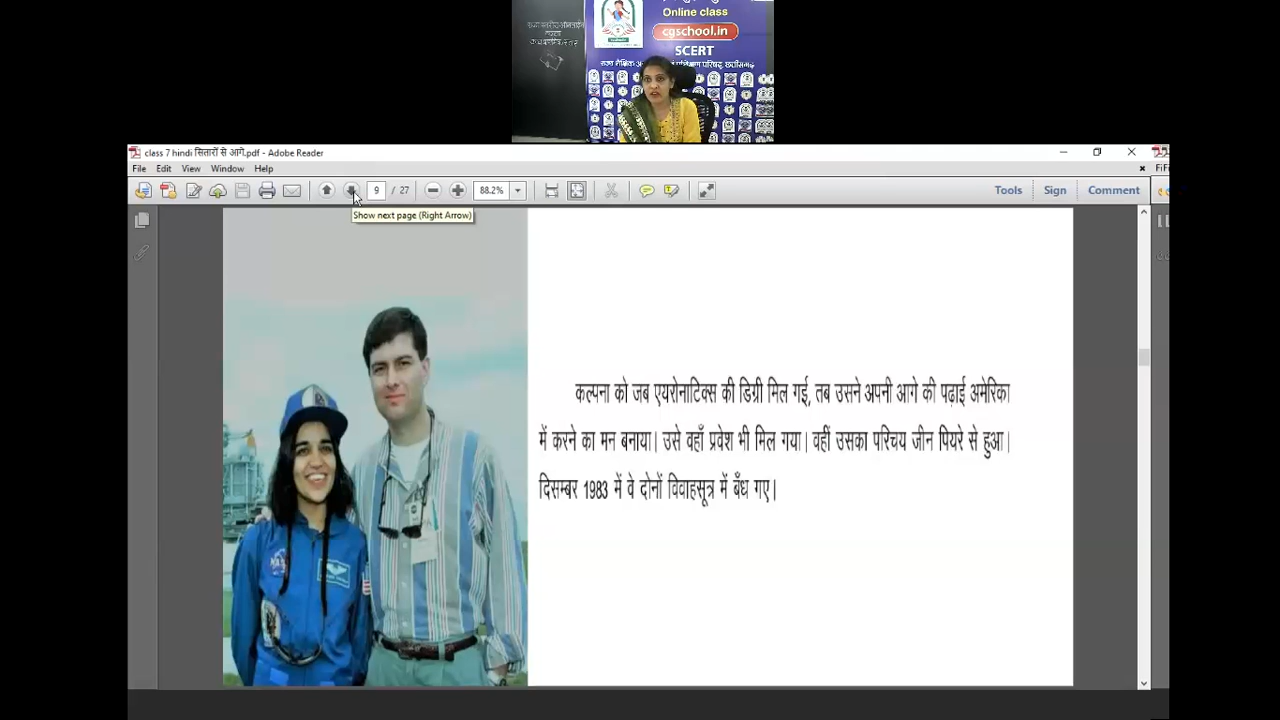 Online class
cgschool.in
SCERT
class 7 hindi सितारों से आगे.pdf - Adobe Reader
File Edit View Window Help
9 / 27 88.2% Tools Sign Comment
Show next page (Right Arrow)
कल्पना को जब एयरोनाटिक्स की डिग्री मिल गई, तब उसने अपनी आगे की पढ़ाई अमेरिका
में करने का मन बनाया। उसे वहाँ प्रवेश भी मिल गया। वहीं उसका परिचय जीन पियरे से हुआ।
दिसम्बर 1983 में वे दोनों विवाहसूत्र में बँध गए।
NASA